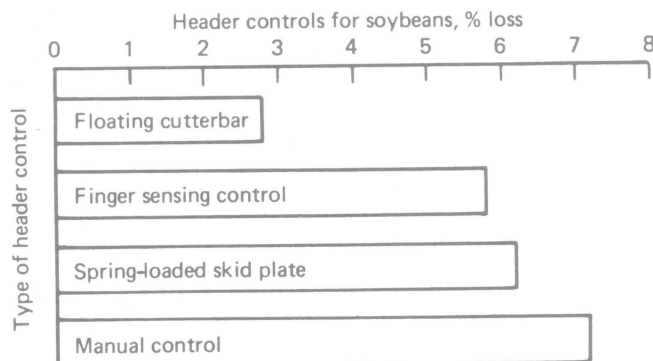 Header controls for soybeans, % loss
0 1 2 3 4 5 6 7 8
Type of header control
Floating cutterbar
Finger sensing control
Spring-loaded skid plate
Manual control